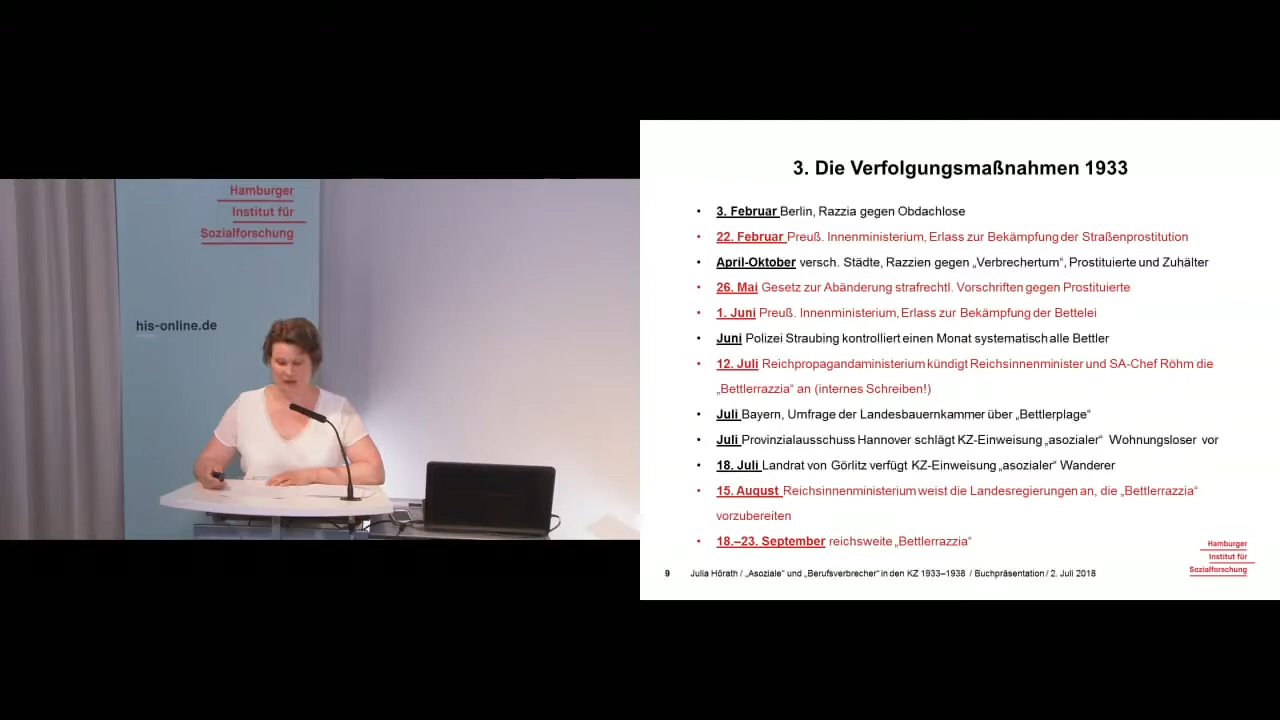 Hamburger
Institut für
Sozialforschung
his-online.de
3. Die Verfolgungsmaßnahmen 1933
• 3. Februar Berlin, Razzia gegen Obdachlose
• 22. Februar Preuß. Innenministerium, Erlass zur Bekämpfung der Straßenprostitution
• April-Oktober versch. Städte, Razzien gegen „Verbrechertum“, Prostituierte und Zuhälter
• 26. Mai Gesetz zur Abänderung strafrechtl. Vorschriften gegen Prostituierte
• 1. Juni Preuß. Innenministerium, Erlass zur Bekämpfung der Bettelei
• Juni Polizei Straubing kontrolliert einen Monat systematisch alle Bettler
• 12. Juli Reichpropagandaministerium kündigt Reichsinnenminister und SA-Chef Röhm die
„Bettlerrazzia“ an (internes Schreiben!)
• Juli Bayern, Umfrage der Landesbauernkammer über „Bettlerplage“
• Juli Provinzialausschuss Hannover schlägt KZ-Einweisung „asozialer“ Wohnungsloser vor
• 18. Juli Landrat von Görlitz verfügt KZ-Einweisung „asozialer“ Wanderer
• 15. August Reichsinnenministerium weist die Landesregierungen an, die „Bettlerrazzia“
vorzubereiten
• 18.–23. September reichsweite „Bettlerrazzia“
Hamburger
Institut für
Sozialforschung
9 Julia Hörath / „Asoziale“ und „Berufsverbrecher“ in den KZ 1933–1938 / Buchpräsentation / 2. Juli 2018